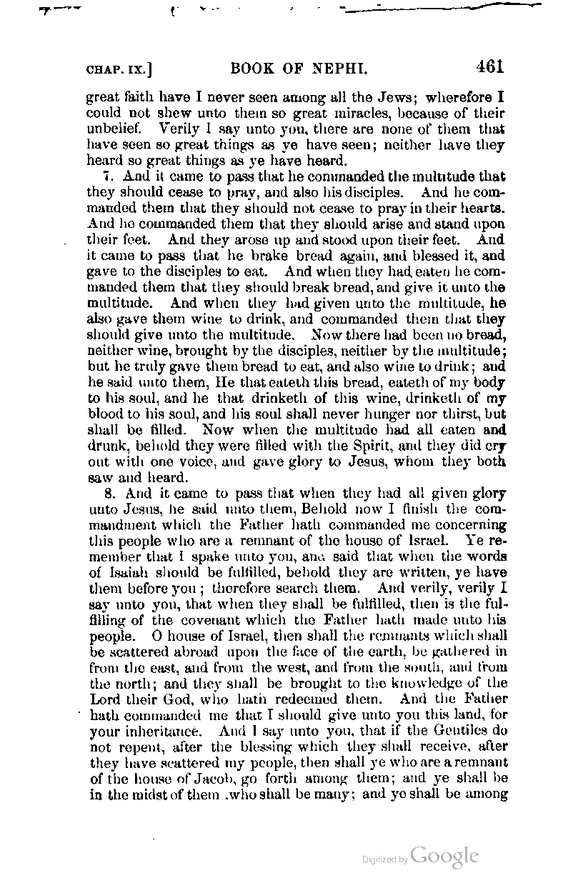 CHAP. IX.] BOOK OF NEPHI. 461
great faith have I never seen among all the Jews; wherefore I
could not shew unto them so great miracles, because of their
unbelief. Verily I say unto you, there are none of them that
have seen so great things as ye have seen; neither have they
heard so great things as ye have heard.
7. And it came to pass that he commanded the multitude that
they should cease to pray, and also his disciples. And he com-
manded them that they should not cease to pray in their hearts.
And he commanded them that they should arise and stand upon
their feet. And they arose up and stood upon their feet. And
it came to pass that he brake bread again, and blessed it, and
gave to the disciples to eat. And when they had eaten he com-
manded them that they should break bread, and give it unto the
multitude. And when they had given unto the multitude, he
also gave them wine to drink, and commanded them that they
should give unto the multitude. Now there had been no bread,
neither wine, brought by the disciples, neither by the multitude;
but he truly gave them bread to eat, and also wine to drink; and
he said unto them, He that eateth this bread, eateth of my body
to his soul, and he that drinketh of this wine, drinketh of my
blood to his soul, and his soul shall never hunger nor thirst, but
shall be filled. Now when the multitude had all eaten and
drunk, behold they were filled with the Spirit, and they did cry
out with one voice, and gave glory to Jesus, whom they both
saw and heard.
8. And it came to pass that when they had all given glory
unto Jesus, he said unto them, Behold now I finish the com-
mandment which the Father hath commanded me concerning
this people who are a remnant of the house of Israel. Ye re-
member that I spake unto you, and said that when the words
of Isaiah should be fulfilled, behold they are written, ye have
them before you; therefore search them. And verily, verily I
say unto you, that when they shall be fulfilled, then is the ful-
filling of the covenant which the Father hath made unto his
people. O house of Israel, then shall the remnants which shall
be scattered abroad upon the face of the earth, be gathered in
from the east, and from the west, and from the south, and from
the north; and they shall be brought to the knowledge of the
Lord their God, who hath redeemed them. And the Father
hath commanded me that I should give unto you this land, for
your inheritance. And I say unto you, that if the Gentiles do
not repent, after the blessing which they shall receive, after
they have scattered my people, then shall ye who are a remnant
of the house of Jacob, go forth among them; and ye shall be
in the midst of them .who shall be many; and ye shall be among
Digitized by Google